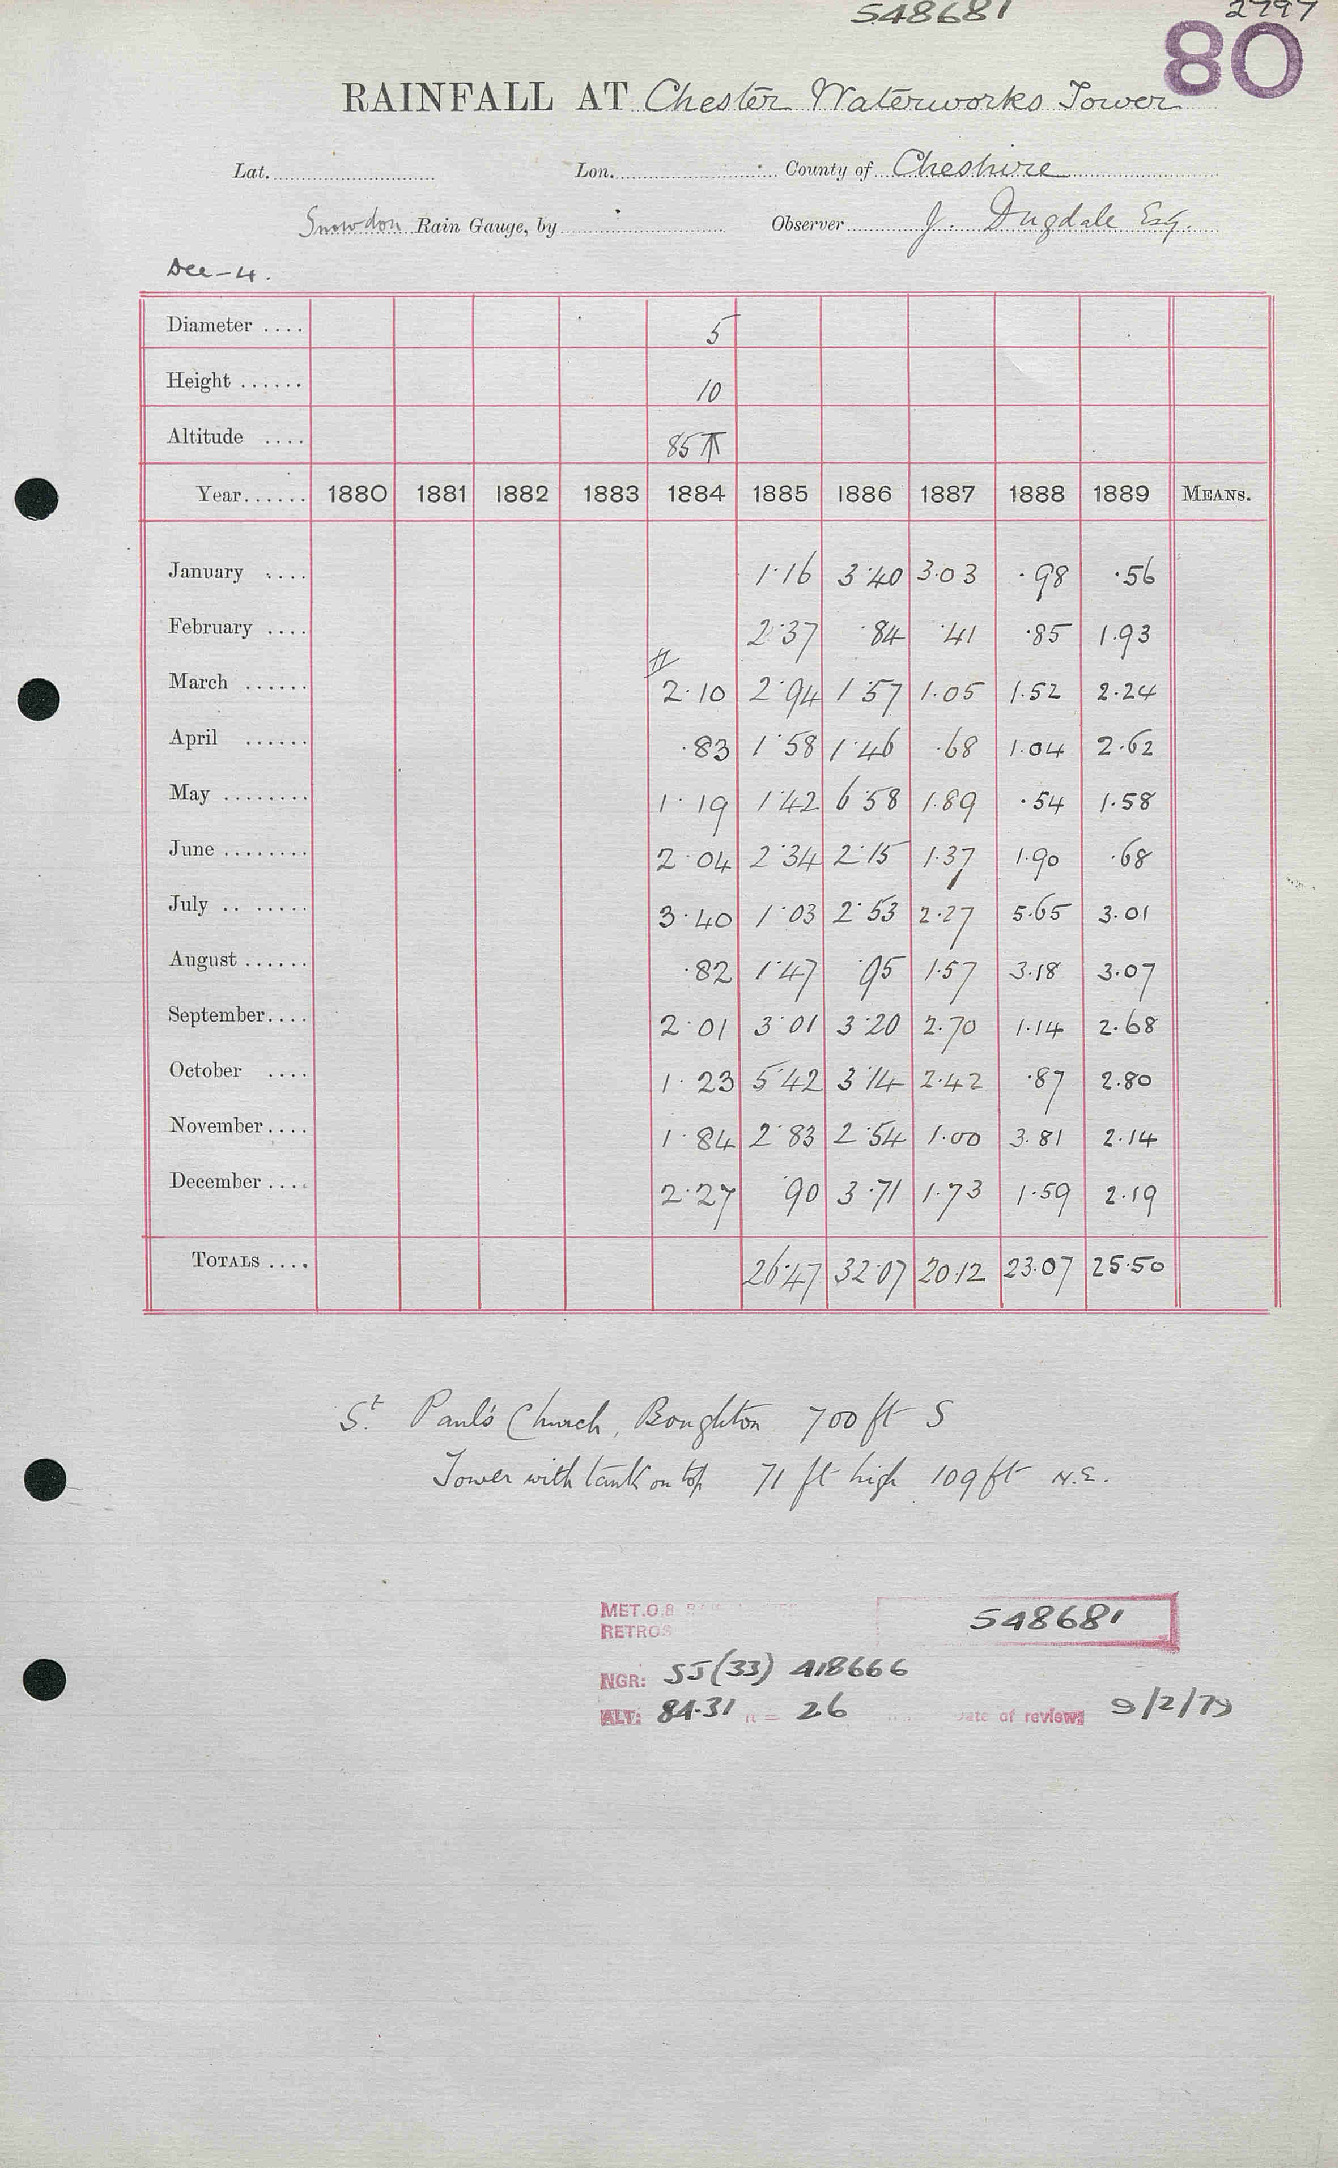 548681 2797
80
RAINFALL AT Chester Waterworks Tower
Lat. Lon. County of Cheshire
Snowdon Rain Gauge, by Observer J. Dugdale Esq.
Dec-4.
Diameter .... 5
Height ...... 10
Altitude .... 85
Year...... 1880 1881 1882 1883 1884 1885 1886 1887 1888 1889 MEANS.
January .... 1·16 3·40 3·03 ·98 ·56
February .... 2·37 ·84 ·41 ·85 1.93
March ...... # 2·10 2·94 1·57 1·05 1·52 2·24
April ...... ·83 1·58 1·46 ·68 1·04 2·62
May ........ 1·19 1·42 6·58 1·89 ·54 1·58
June ........ 2·04 2·34 2·15 1·37 1·90 ·68
July .. ..... 3·40 1·03 2·53 2·27 5·65 3·01
August ...... ·82 1·47 ·95 1·57 3·18 3·07
September.... 2·01 3·01 3·20 2·70 1·14 2·68
October .... 1·23 5·42 3·14 2·42 ·87 2·80
November.... 1·84 2·83 2·54 1·00 3·81 2·14
December .... 2·27 ·90 3·71 1·73 1·59 2·19
TOTALS .... 26·47 32·07 20·12 23·07 25·50
St. Paul's Church, Boughton 700 ft S
Tower with tank on top 71 ft high 109 ft N.E.
MET.O.8 548681
RETROS
NGR: SJ(33) 418666
ALT: 84·31 ft = 26 date of review: 9/2/79